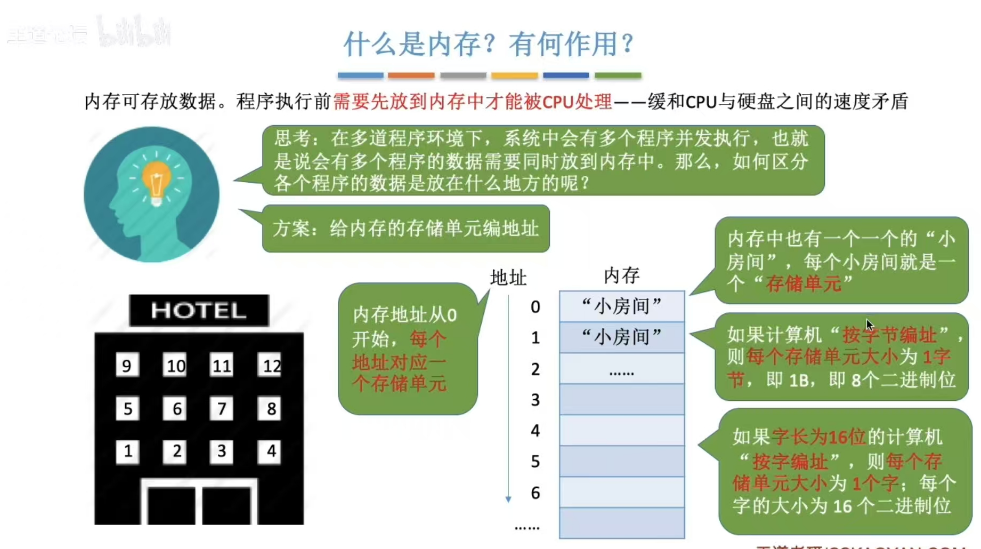 bilibili
什么是内存？有何作用？
内存可存放数据。程序执行前需要先放到内存中才能被CPU处理——缓和CPU与硬盘之间的速度矛盾
思考：在多道程序环境下，系统中会有多个程序并发执行，也就
是说会有多个程序的数据需要同时放到内存中。那么，如何区分
各个程序的数据是放在什么地方的呢？
方案：给内存的存储单元编地址
HOTEL
9 10 11 12
5 6 7 8
1 2 3 4
内存地址从0
开始，每个
地址对应一
个存储单元
地址
内存
0 “小房间”
1 “小房间”
2 ……
3
4
5
6
……
内存中也有一个一个的“小
房间”，每个小房间就是一
个“存储单元”
如果计算机“按字节编址”，
则每个存储单元大小为 1字
节，即 1B，即 8个二进制位
如果字长为16位的计算机
“按字编址”，则每个存
储单元大小为 1个字；每个
字的大小为 16 个二进制位